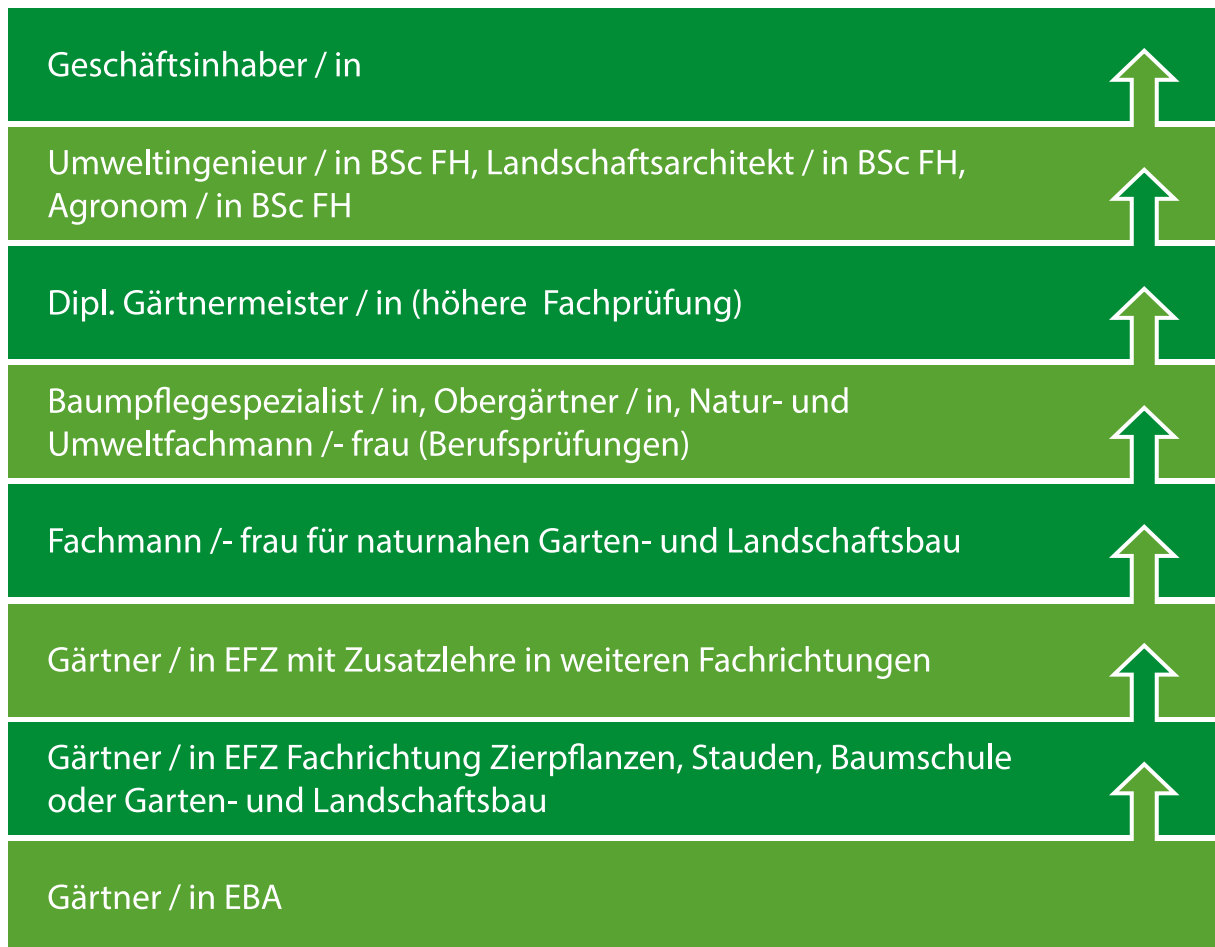 Geschäftsinhaber / in
Umweltingenieur / in BSc FH, Landschaftsarchitekt / in BSc FH,
Agronom / in BSc FH
Dipl. Gärtnermeister / in (höhere Fachprüfung)
Baumpflegespezialist / in, Obergärtner / in, Natur- und
Umweltfachmann /- frau (Berufsprüfungen)
Fachmann /- frau für naturnahen Garten- und Landschaftsbau
Gärtner / in EFZ mit Zusatzlehre in weiteren Fachrichtungen
Gärtner / in EFZ Fachrichtung Zierpflanzen, Stauden, Baumschule
oder Garten- und Landschaftsbau
Gärtner / in EBA